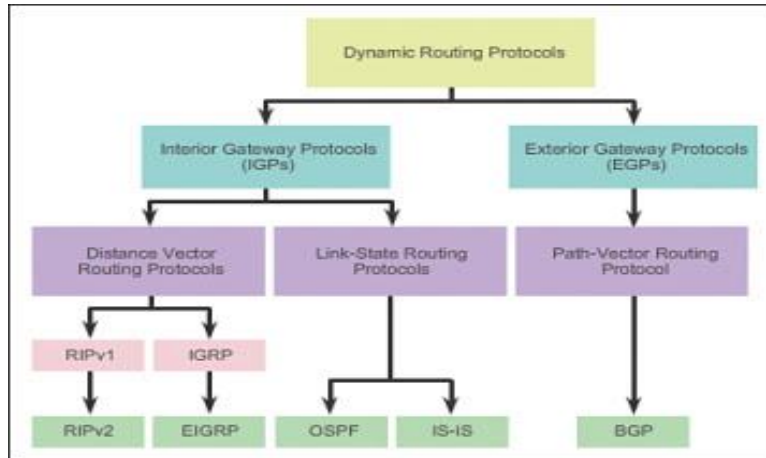 Dynamic Routing Protocols
Interior Gateway Protocols
(IGPs)
Exterior Gateway Protocols
(EGPs)
Distance Vector
Routing Protocols
Link-State Routing
Protocols
Path-Vector Routing
Protocol
RIPv1
IGRP
RIPv2
EIGRP
OSPF
IS-IS
BGP